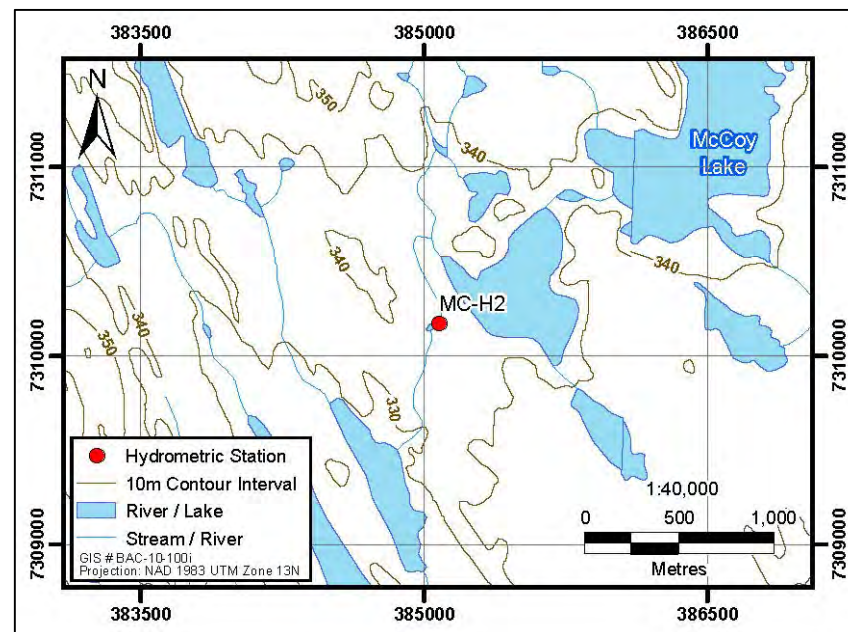 383500 385000 386500
N
350
340
McCoy
Lake
7311000 7311000
340
340
MC-H2
7310000 7310000
340
350
330
Hydrometric Station
10m Contour Interval
River / Lake
Stream / River
GIS # BAC-10-100i
Projection: NAD 1983 UTM Zone 13N
1:40,000
0 500 1,000
Metres
7309000 7309000
383500 385000 386500